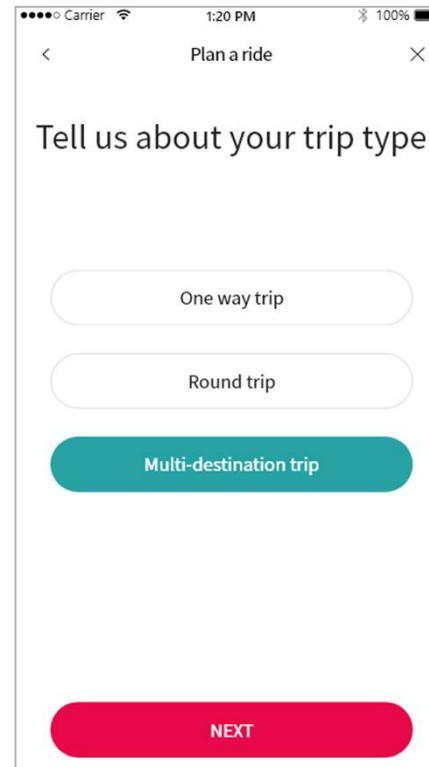 Carrier 1:20 PM 100%
Plan a ride
Tell us about your trip type
One way trip
Round trip
Multi-destination trip
NEXT